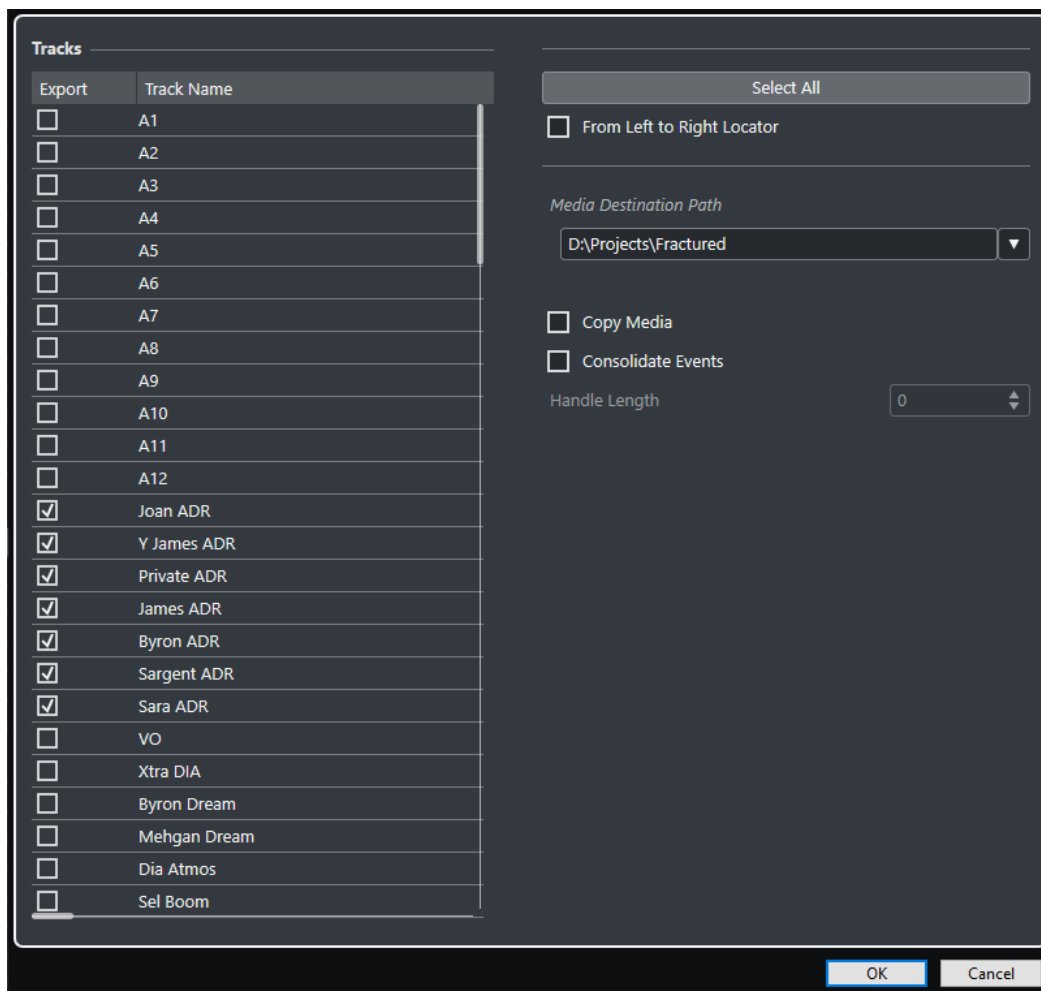 Tracks
Export Track Name
A1
A2
A3
A4
A5
A6
A7
A8
A9
A10
A11
A12
Joan ADR
Y James ADR
Private ADR
James ADR
Byron ADR
Sargent ADR
Sara ADR
VO
Xtra DIA
Byron Dream
Mehgan Dream
Dia Atmos
Sel Boom
Select All
From Left to Right Locator
Media Destination Path
D:\Projects\Fractured
Copy Media
Consolidate Events
Handle Length 0
OK Cancel